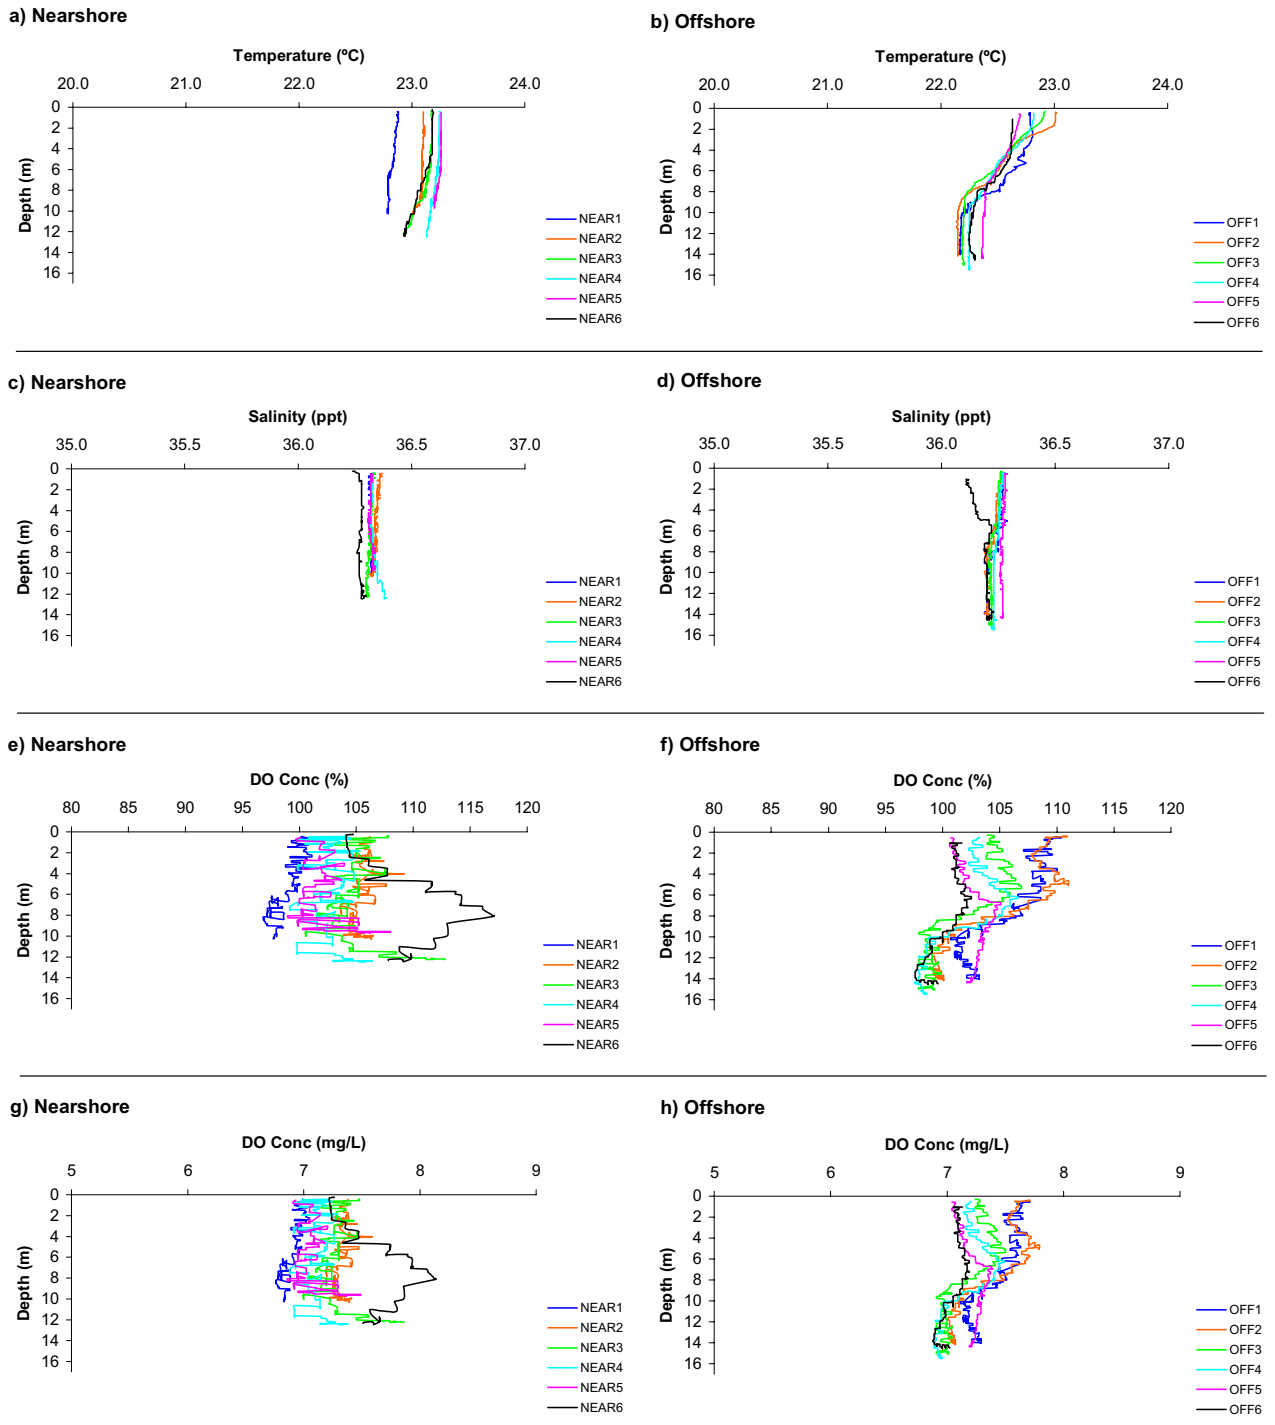 a) Nearshore
Temperature (ºC)
20.0 21.0 22.0 23.0 24.0
0
2
4
6
8
10
12
14
16
Depth (m)
NEAR1
NEAR2
NEAR3
NEAR4
NEAR5
NEAR6
b) Offshore
Temperature (ºC)
20.0 21.0 22.0 23.0 24.0
0
2
4
6
8
10
12
14
16
Depth (m)
OFF1
OFF2
OFF3
OFF4
OFF5
OFF6
c) Nearshore
Salinity (ppt)
35.0 35.5 36.0 36.5 37.0
0
2
4
6
8
10
12
14
16
Depth (m)
NEAR1
NEAR2
NEAR3
NEAR4
NEAR5
NEAR6
d) Offshore
Salinity (ppt)
35.0 35.5 36.0 36.5 37.0
0
2
4
6
8
10
12
14
16
Depth (m)
OFF1
OFF2
OFF3
OFF4
OFF5
OFF6
e) Nearshore
DO Conc (%)
80 85 90 95 100 105 110 115 120
0
2
4
6
8
10
12
14
16
Depth (m)
NEAR1
NEAR2
NEAR3
NEAR4
NEAR5
NEAR6
f) Offshore
DO Conc (%)
80 85 90 95 100 105 110 115 120
0
2
4
6
8
10
12
14
16
Depth (m)
OFF1
OFF2
OFF3
OFF4
OFF5
OFF6
g) Nearshore
DO Conc (mg/L)
5 6 7 8 9
0
2
4
6
8
10
12
14
16
Depth (m)
NEAR1
NEAR2
NEAR3
NEAR4
NEAR5
NEAR6
h) Offshore
DO Conc (mg/L)
5 6 7 8 9
0
2
4
6
8
10
12
14
16
Depth (m)
OFF1
OFF2
OFF3
OFF4
OFF5
OFF6